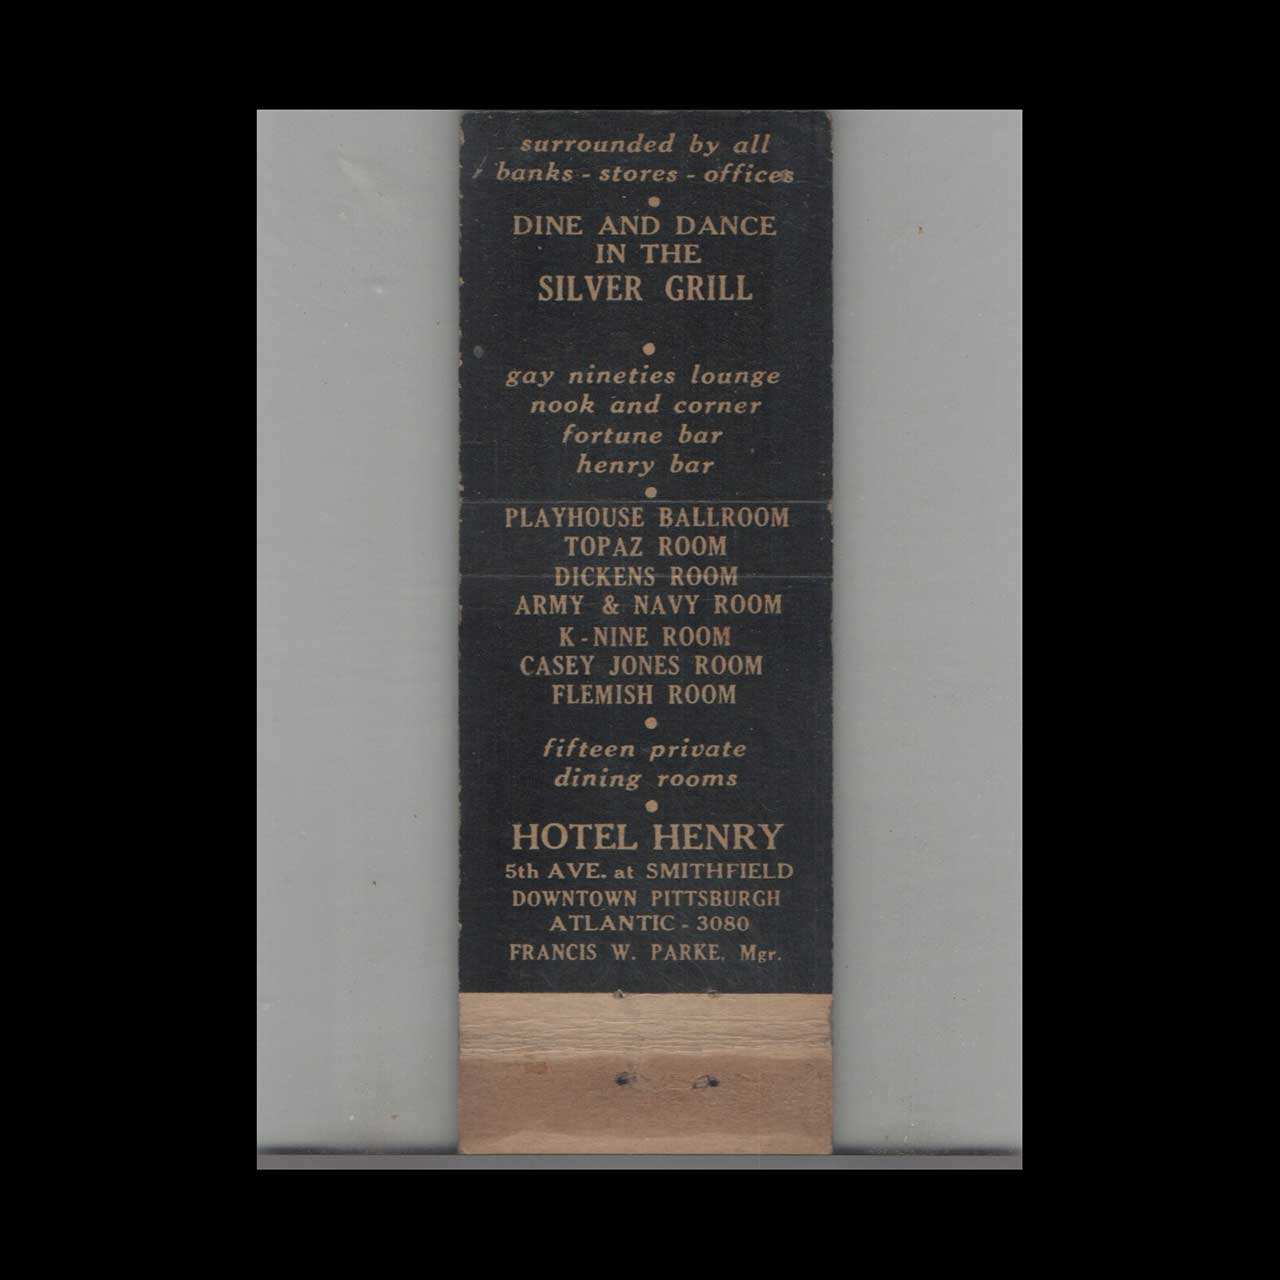 surrounded by all
banks - stores - offices
DINE AND DANCE
IN THE
SILVER GRILL
gay nineties lounge
nook and corner
fortune bar
henry bar
PLAYHOUSE BALLROOM
TOPAZ ROOM
DICKENS ROOM
ARMY & NAVY ROOM
K-NINE ROOM
CASEY JONES ROOM
FLEMISH ROOM
fifteen private
dining rooms
HOTEL HENRY
5th AVE. at SMITHFIELD
DOWNTOWN PITTSBURGH
ATLANTIC - 3080
FRANCIS W. PARKE, Mgr.